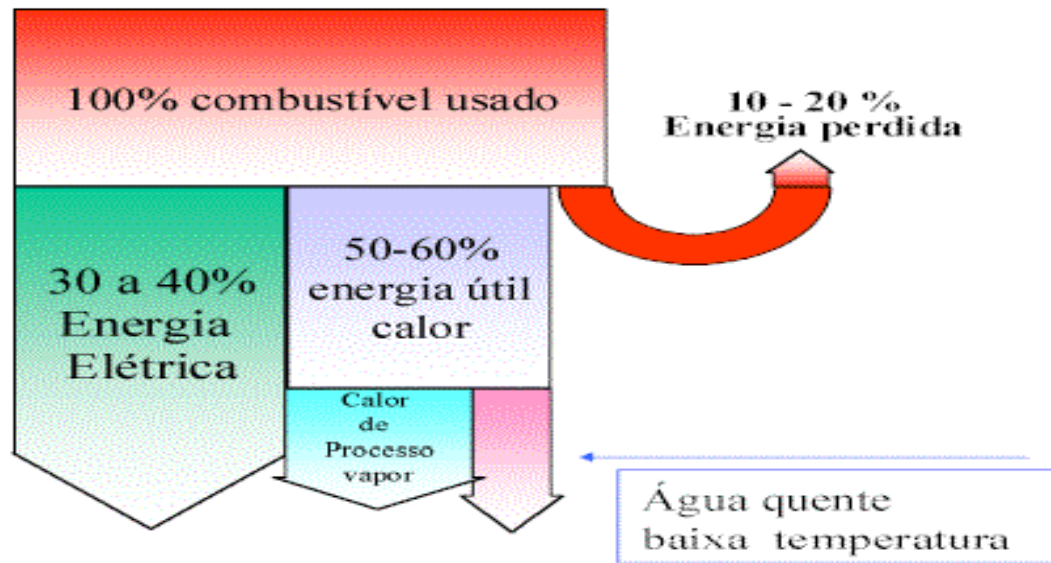 100% combustível usado
10 - 20 %
Energia perdida
30 a 40%
Energia
Elétrica
50-60%
energia útil
calor
Calor
de
Processo
vapor
Água quente
baixa temperatura